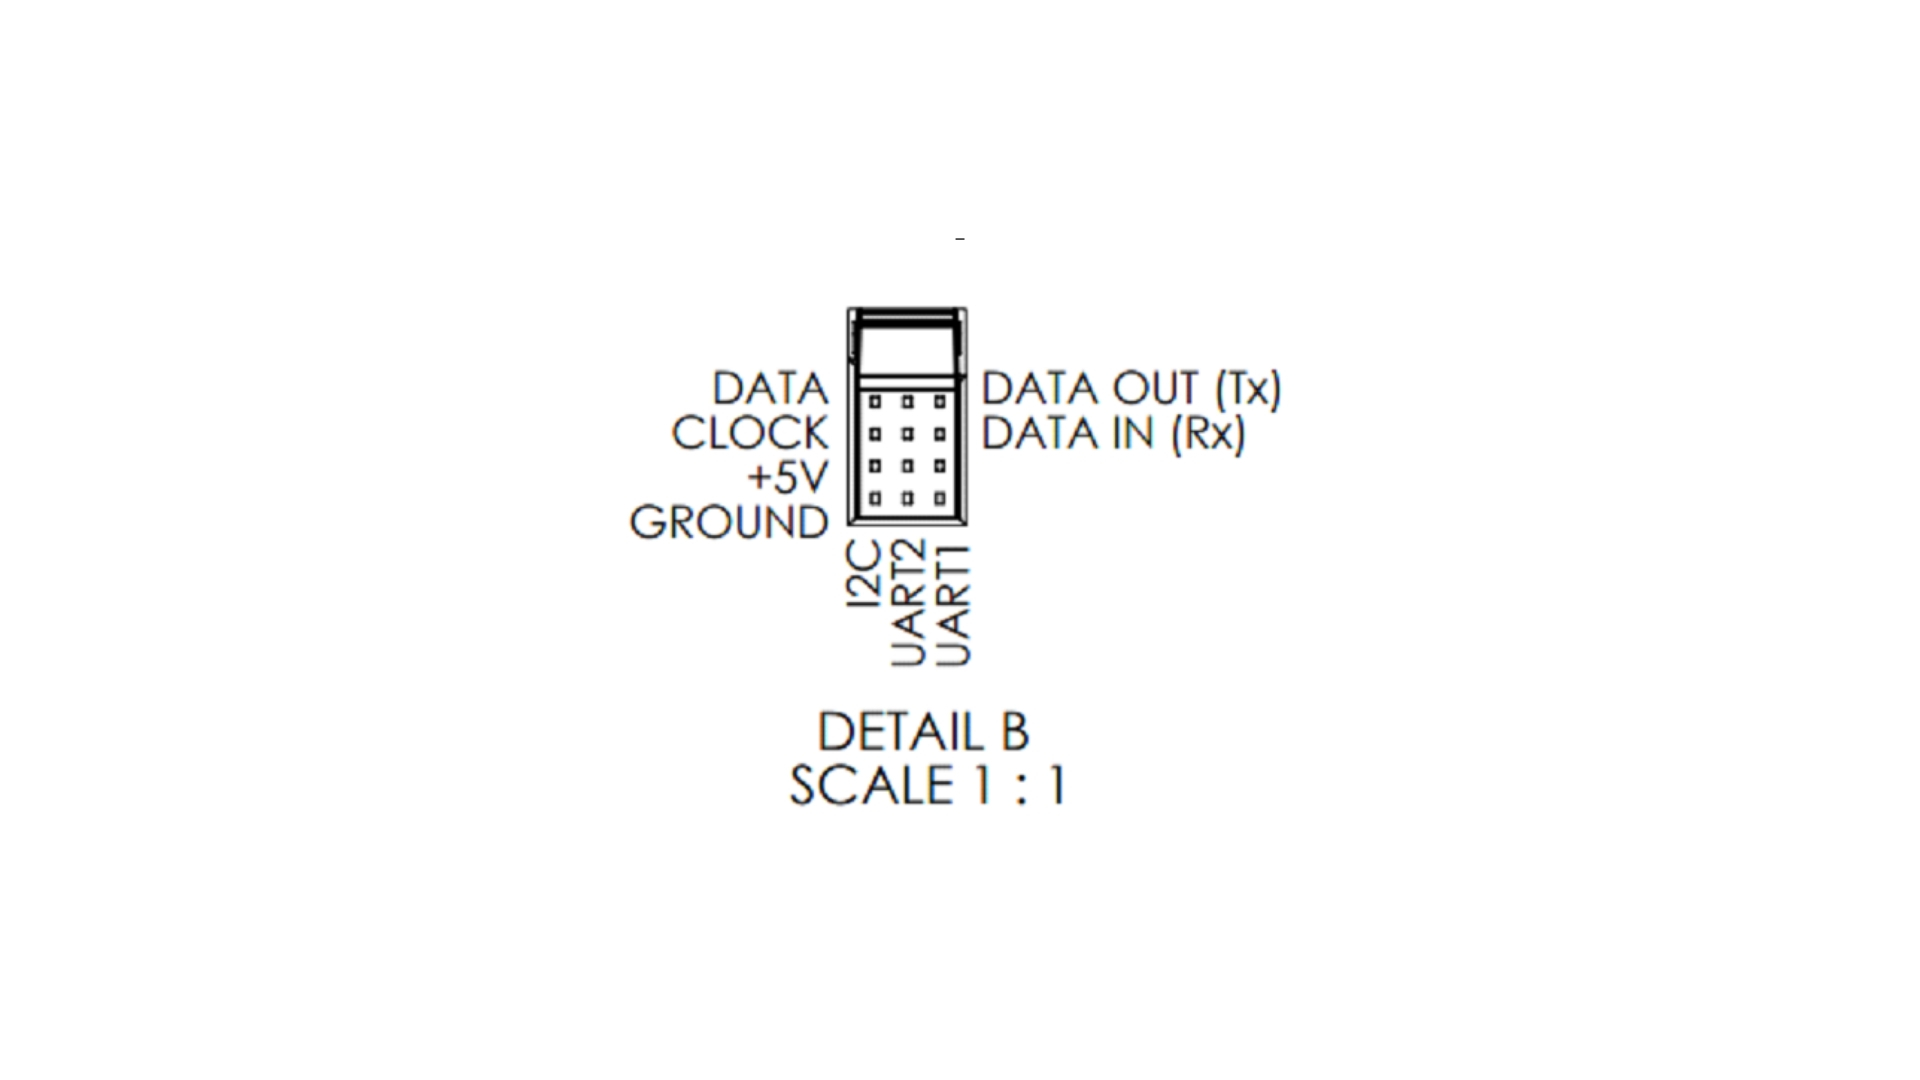 DATA
CLOCK
+5V
GROUND
DATA OUT (Tx)
DATA IN (Rx)
I2C
UART2
UART1
DETAIL B
SCALE 1 : 1